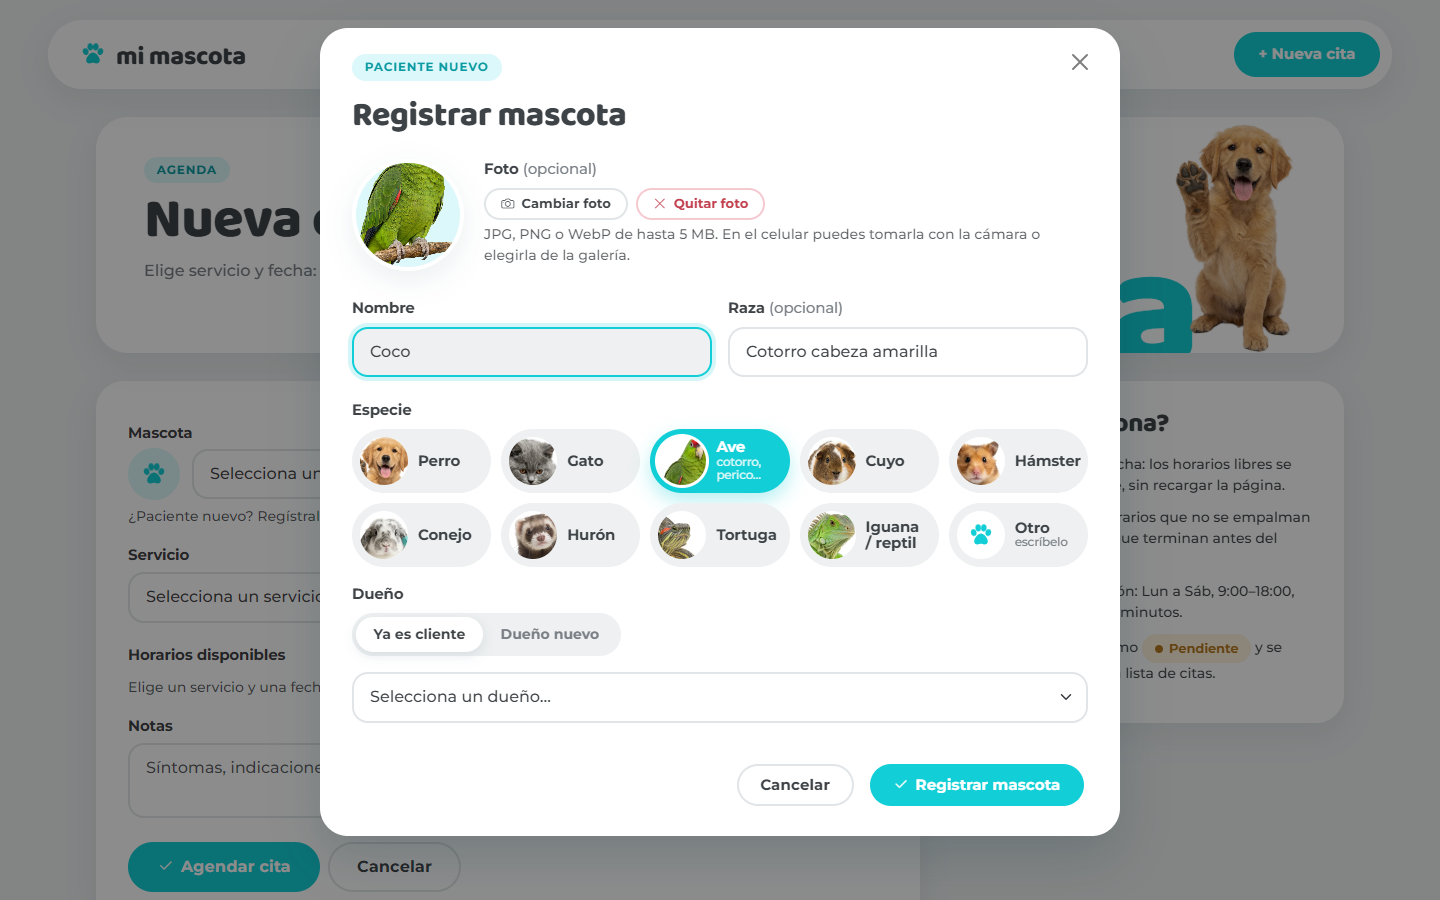 mi mascota
+ Nueva cita
AGENDA
Nueva
Elige servicio y fecha:
a
Mascota
Selecciona un
¿Paciente nuevo? Regístral
Servicio
Selecciona un servicio
Horarios disponibles
Elige un servicio y una fech
Notas
Síntomas, indicacione
Agendar cita
Cancelar
PACIENTE NUEVO
Registrar mascota
Foto (opcional)
Cambiar foto
Quitar foto
JPG, PNG o WebP de hasta 5 MB. En el celular puedes tomarla con la cámara o
elegirla de la galería.
Nombre
Raza (opcional)
Coco
Cotorro cabeza amarilla
Especie
Perro
Gato
Ave
cotorro,
perico...
Cuyo
Hámster
Conejo
Hurón
Tortuga
Iguana
/ reptil
Otro
escríbelo
Dueño
Ya es cliente
Dueño nuevo
Selecciona un dueño...
Cancelar
Registrar mascota
ona?
cha: los horarios libres se
, sin recargar la página.
rarios que no se empalman
ue terminan antes del
ón: Lun a Sáb, 9:00–18:00,
minutos.
mo Pendiente y se
lista de citas.